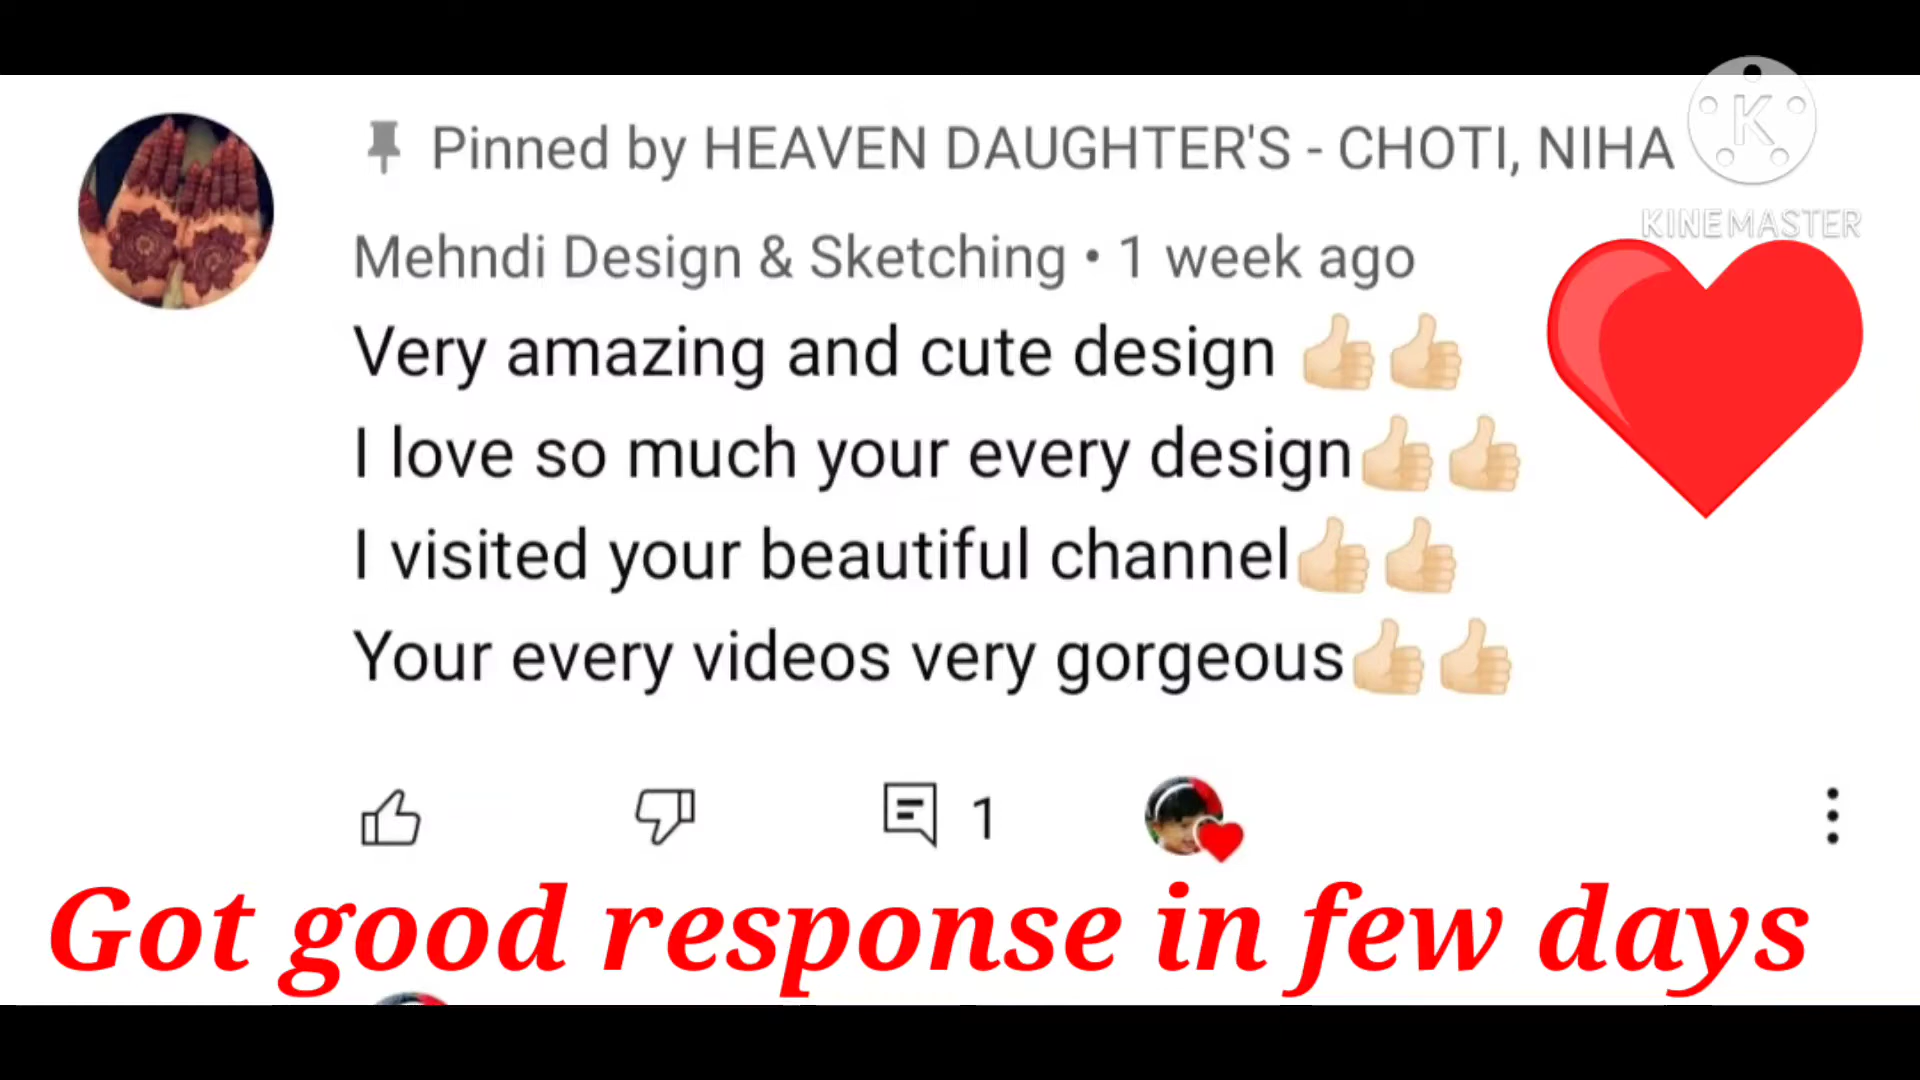 Pinned by HEAVEN DAUGHTER'S - CHOTI, NIHA
K
KINEMASTER
Mehndi Design & Sketching • 1 week ago
Very amazing and cute design 👍🏻👍🏻
I love so much your every design👍🏻👍🏻
I visited your beautiful channel👍🏻👍🏻
Your every videos very gorgeous👍🏻👍🏻
1
Got good response in few days